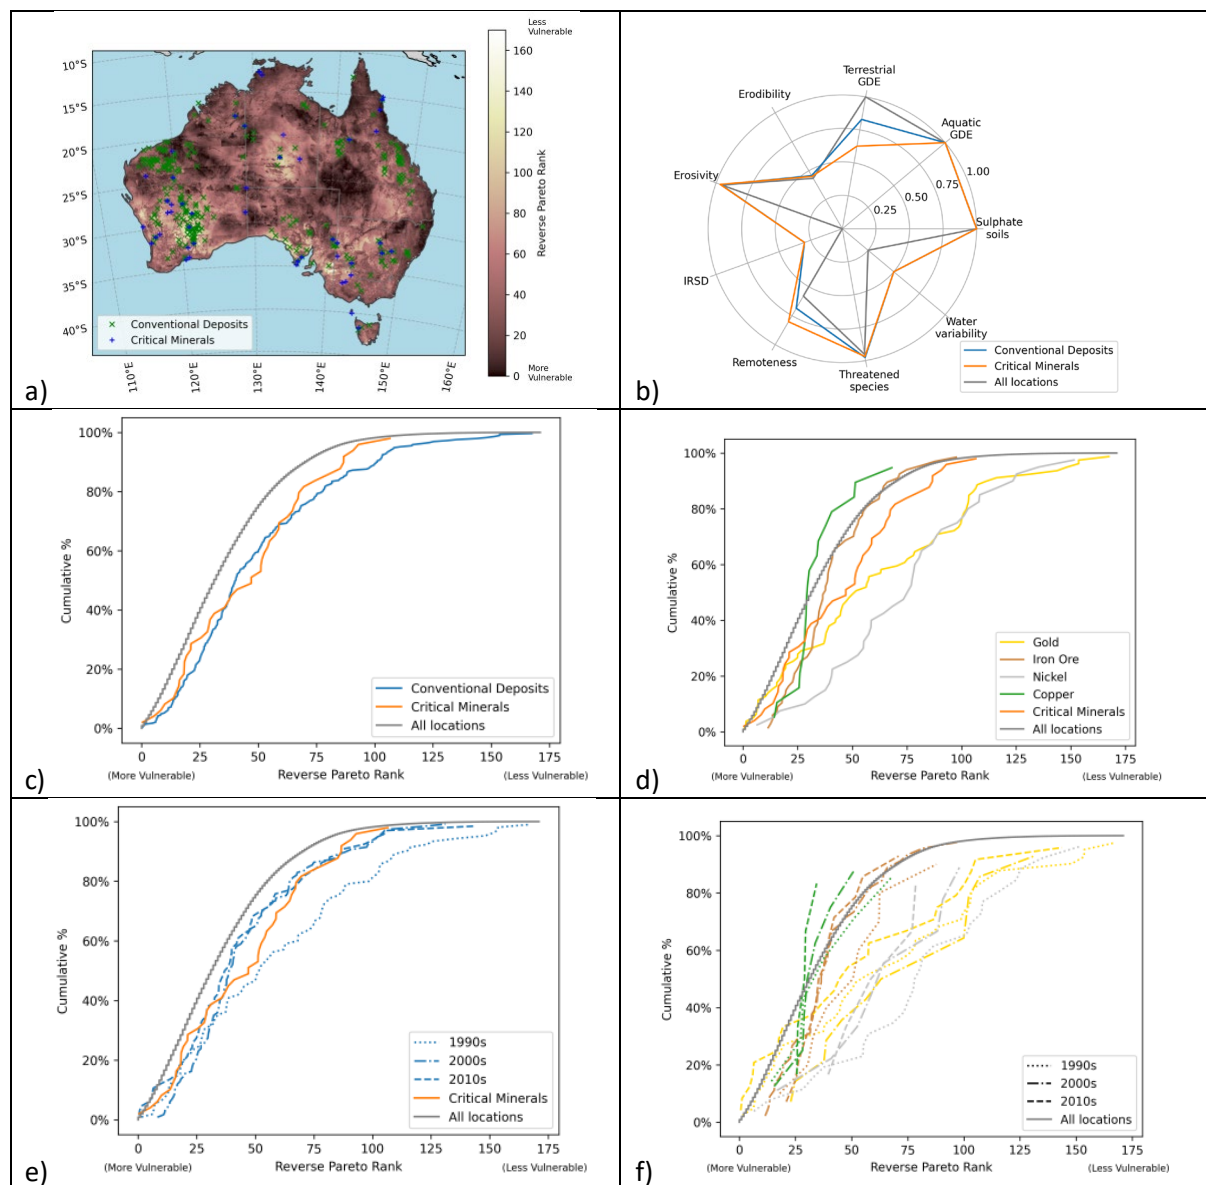 Less
Vulnerable
10°S
15°S
20°S
25°S
30°S
35°S
40°S
160
140
120
100
80
60
40
20
0
Reverse Pareto Rank
More
Vulnerable
Conventional Deposits
Critical Minerals
110°E
120°E
130°E
140°E
150°E
160°E
a)
Terrestrial
GDE
Erodibility
Aquatic
GDE
Erosivity
1.00
0.75
0.50
0.25
Sulphate
soils
IRSD
Water
variability
Remoteness
Threatened
species
Conventional Deposits
Critical Minerals
All locations
b)
100%
80%
60%
40%
20%
0%
Cumulative %
Conventional Deposits
Critical Minerals
All locations
0 25 50 75 100 125 150 175
(More Vulnerable) Reverse Pareto Rank (Less Vulnerable)
c)
100%
80%
60%
40%
20%
0%
Cumulative %
Gold
Iron Ore
Nickel
Copper
Critical Minerals
All locations
0 25 50 75 100 125 150 175
(More Vulnerable) Reverse Pareto Rank (Less Vulnerable)
d)
100%
80%
60%
40%
20%
0%
Cumulative %
1990s
2000s
2010s
Critical Minerals
All locations
0 25 50 75 100 125 150 175
(More Vulnerable) Reverse Pareto Rank (Less Vulnerable)
e)
100%
80%
60%
40%
20%
0%
Cumulative %
1990s
2000s
2010s
All locations
0 25 50 75 100 125 150 175
(More Vulnerable) Reverse Pareto Rank (Less Vulnerable)
f)